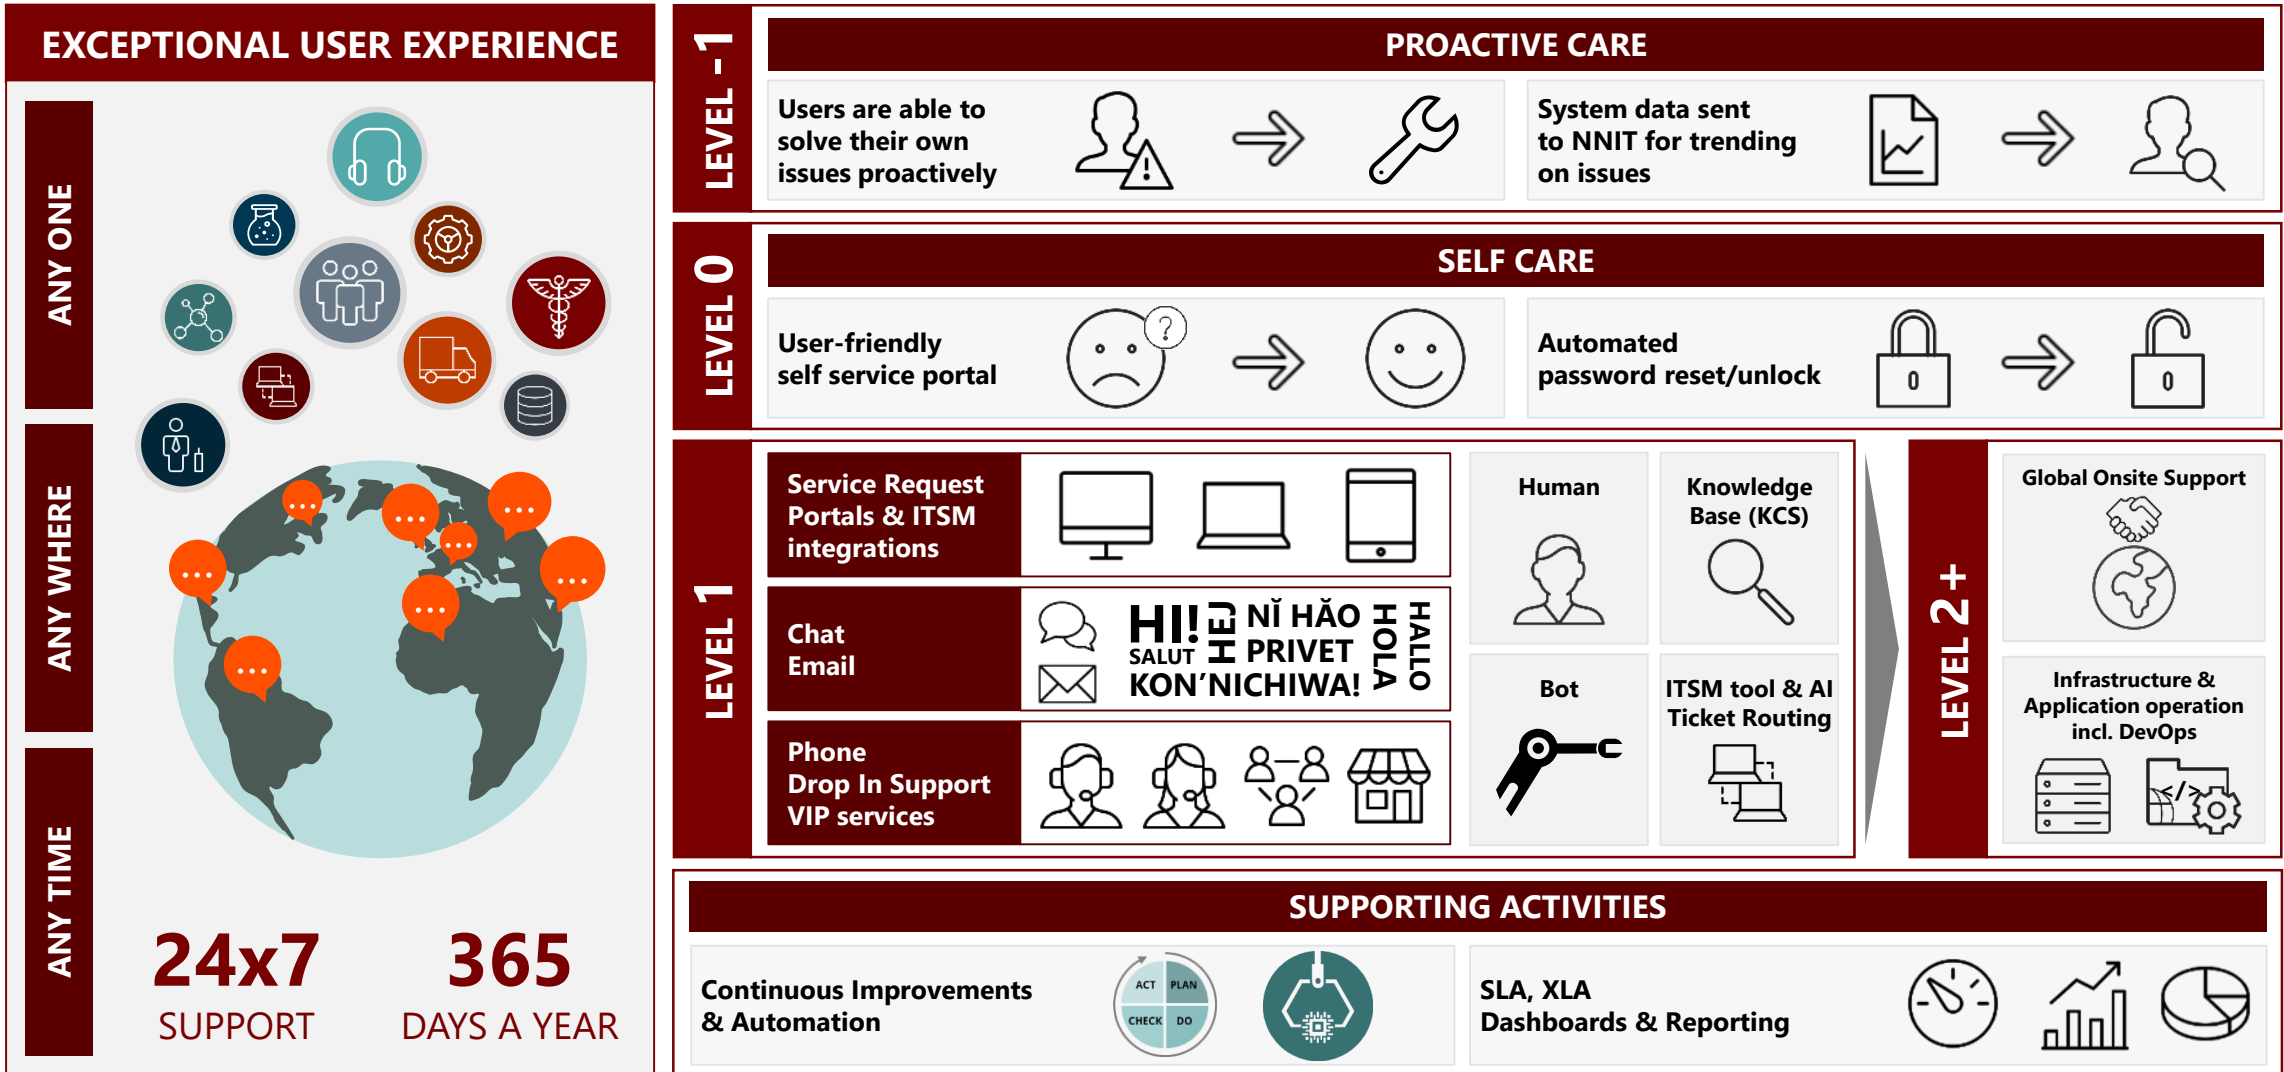 EXCEPTIONAL USER EXPERIENCE
ANY ONE
ANY WHERE
ANY TIME
24x7
SUPPORT
365
DAYS A YEAR
LEVEL -1
PROACTIVE CARE
Users are able to
solve their own
issues proactively
System data sent
to NNIT for trending
on issues
LEVEL 0
SELF CARE
User-friendly
self service portal
?
Automated
password reset/unlock
LEVEL 1
Service Request
Portals & ITSM
integrations
Chat
Email
HI!
SALUT
HEJ
NǏ HǍO
PRIVET
KON'NICHIWA!
HOLA
HALLO
Phone
Drop In Support
VIP services
Human
Knowledge
Base (KCS)
Bot
ITSM tool & AI
Ticket Routing
LEVEL 2+
Global Onsite Support
Infrastructure &
Application operation
incl. DevOps
</>
SUPPORTING ACTIVITIES
Continuous Improvements
& Automation
ACT
PLAN
CHECK
DO
SLA, XLA
Dashboards & Reporting